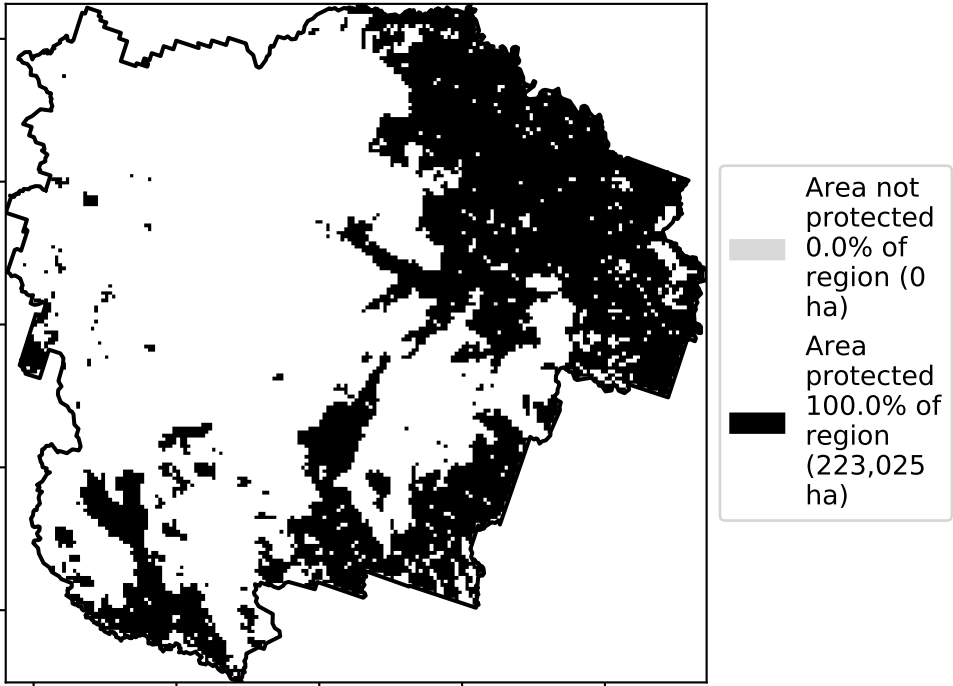 Area not
protected
0.0% of
region (0
ha)
Area
protected
100.0% of
region
(223,025
ha)